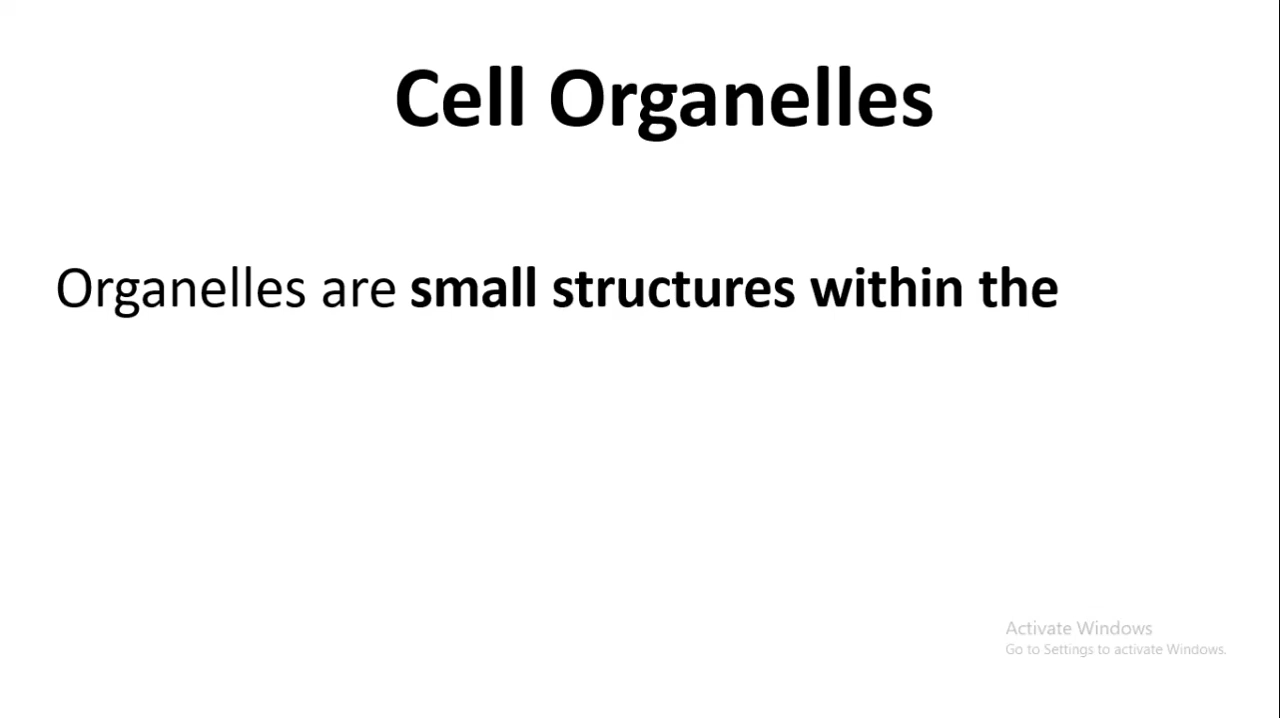 Cell Organelles
Organelles are small structures within the
Activate Windows
Go to Settings to activate Windows.